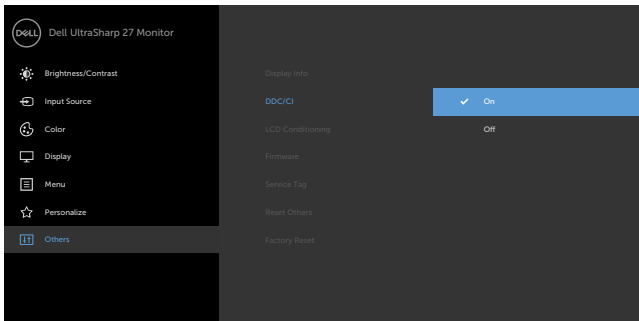 DELL Dell UltraSharp 27 Monitor
Brightness/Contrast Display Info
Input Source DDC/CI On
Color LCD Conditioning Off
Display Firmware
Menu Service Tag
Personalize Reset Others
Others Factory Reset